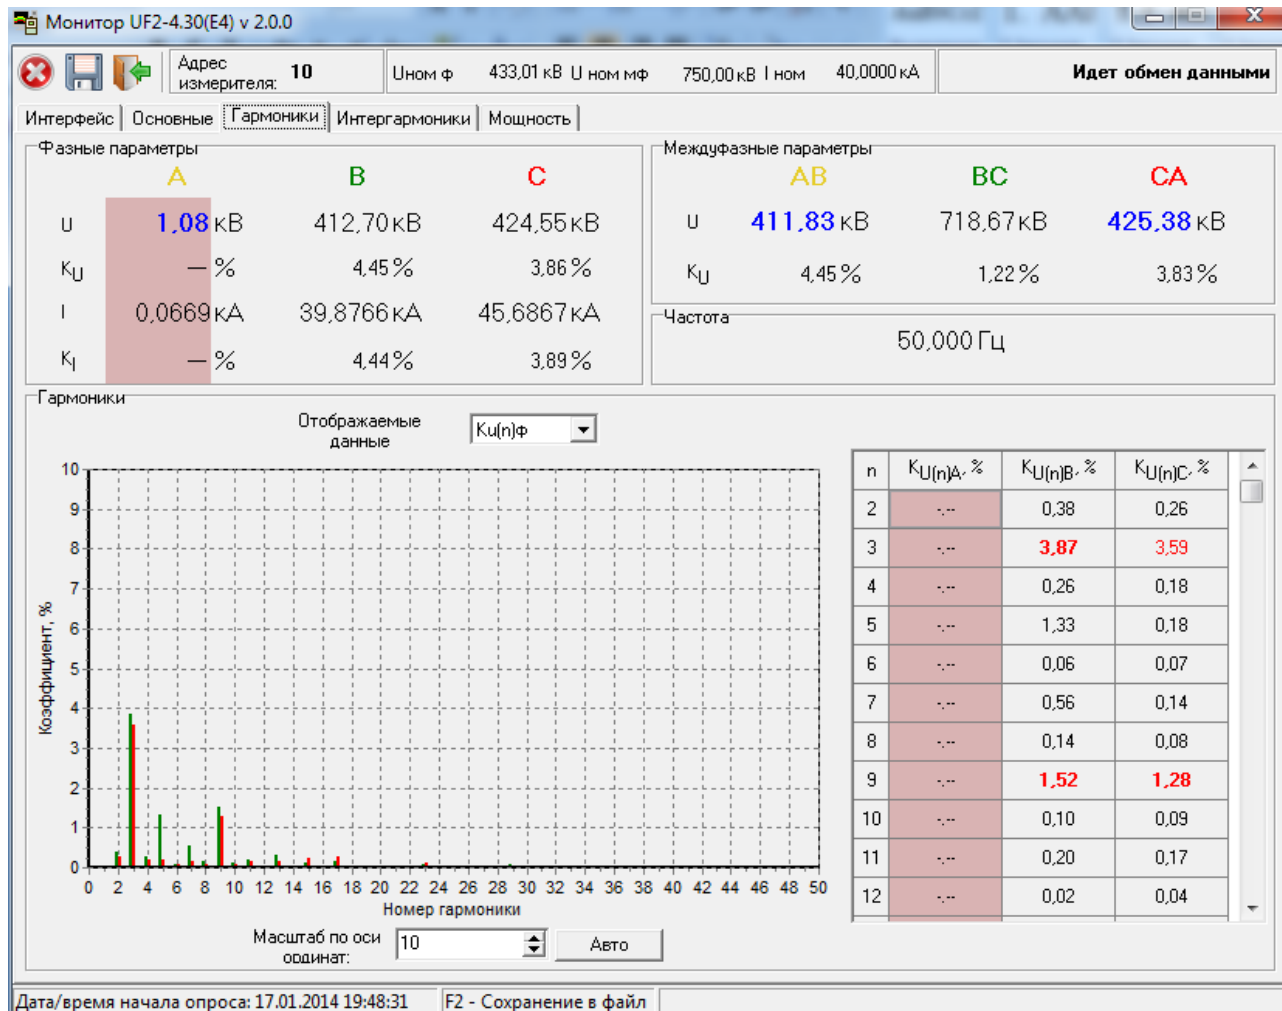 Монитор UF2-4.30(E4) v 2.0.0
Адрес измерителя: 10 Uном ф 433,01 кВ U ном мф 750,00 кВ I ном 40,0000 кА Идет обмен данными
Интерфейс Основные Гармоники Интергармоники Мощность
Фазные параметры
A B C
U 1,08 кВ 412,70 кВ 424,55 кВ
KU — % 4,45 % 3,86 %
I 0,0669 кА 39,8766 кА 45,6867 кА
KI — % 4,44 % 3,89 %
Междуфазные параметры
AB BC CA
U 411,83 кВ 718,67 кВ 425,38 кВ
KU 4,45 % 1,22 % 3,83 %
Частота
50,000 Гц
Гармоники
Отображаемые
данные
Ku(n)ф
Коэффициент, %
10
9
8
7
6
5
4
3
2
1
0
0 2 4 6 8 10 12 14 16 18 20 22 24 26 28 30 32 34 36 38 40 42 44 46 48 50
Номер гармоники
Масштаб по оси
ординат:
10
Авто
n KU(n)A, % KU(n)B, % KU(n)C, %
2 -,-- 0,38 0,26
3 -,-- 3,87 3,59
4 -,-- 0,26 0,18
5 -,-- 1,33 0,18
6 -,-- 0,06 0,07
7 -,-- 0,56 0,14
8 -,-- 0,14 0,08
9 -,-- 1,52 1,28
10 -,-- 0,10 0,09
11 -,-- 0,20 0,17
12 -,-- 0,02 0,04
Дата/время начала опроса: 17.01.2014 19:48:31 F2 - Сохранение в файл